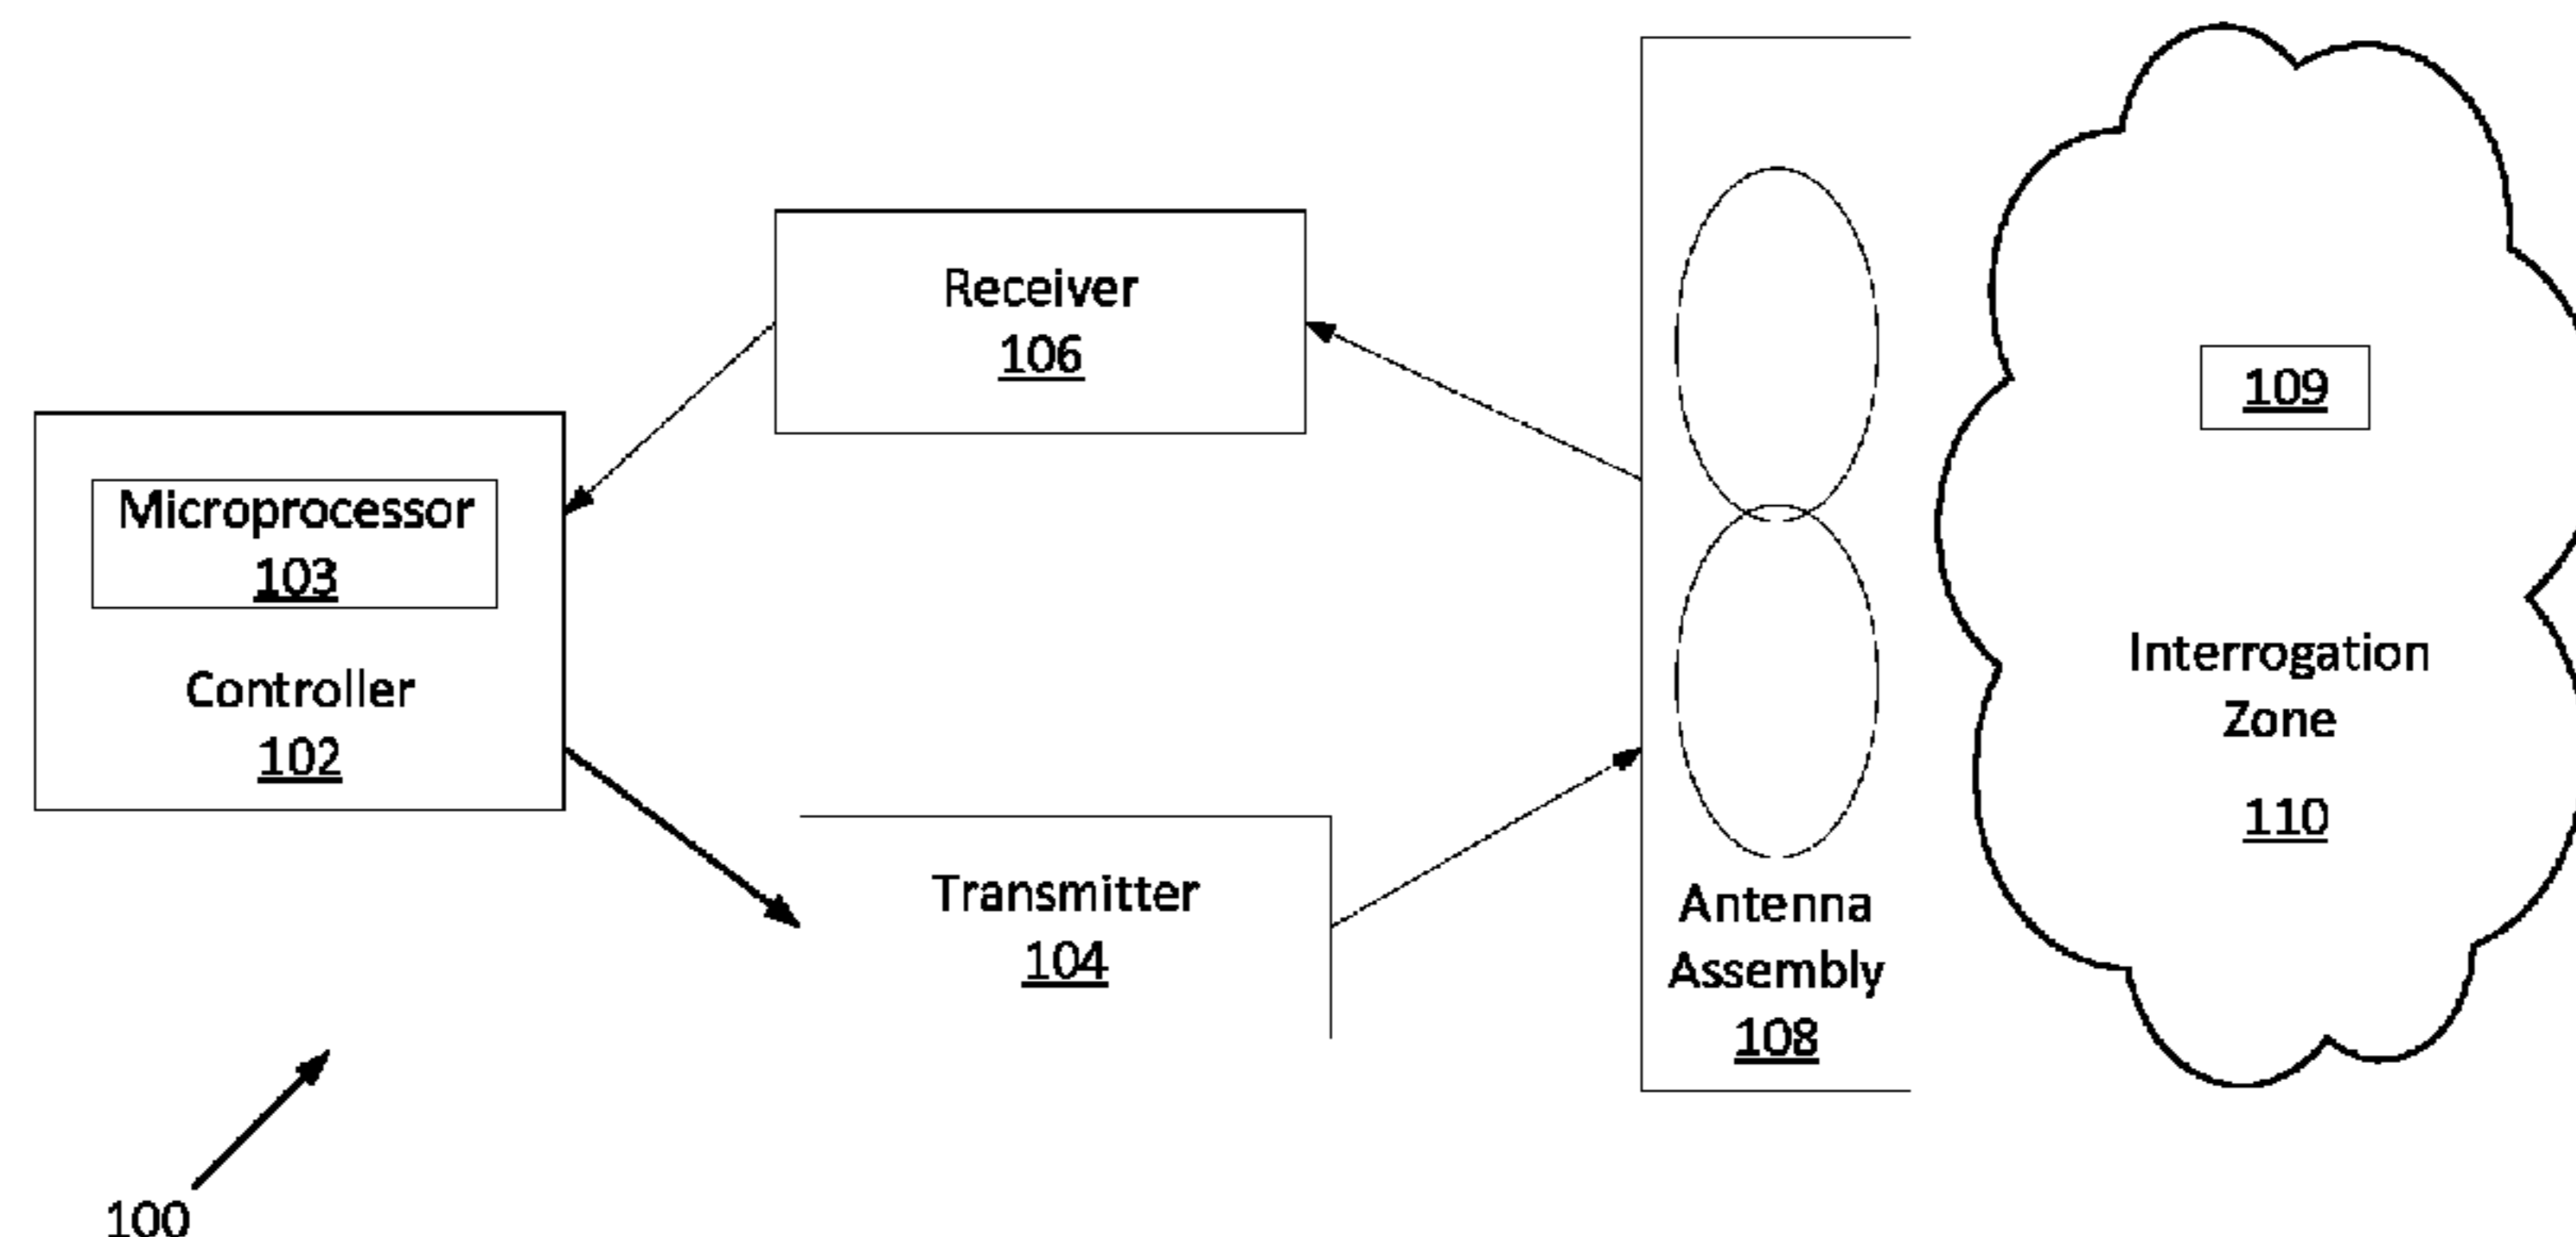 Receiver
106
109
Microprocessor
103
Controller
102
Interrogation
Zone
110
Transmitter
104
Antenna
Assembly
108
100